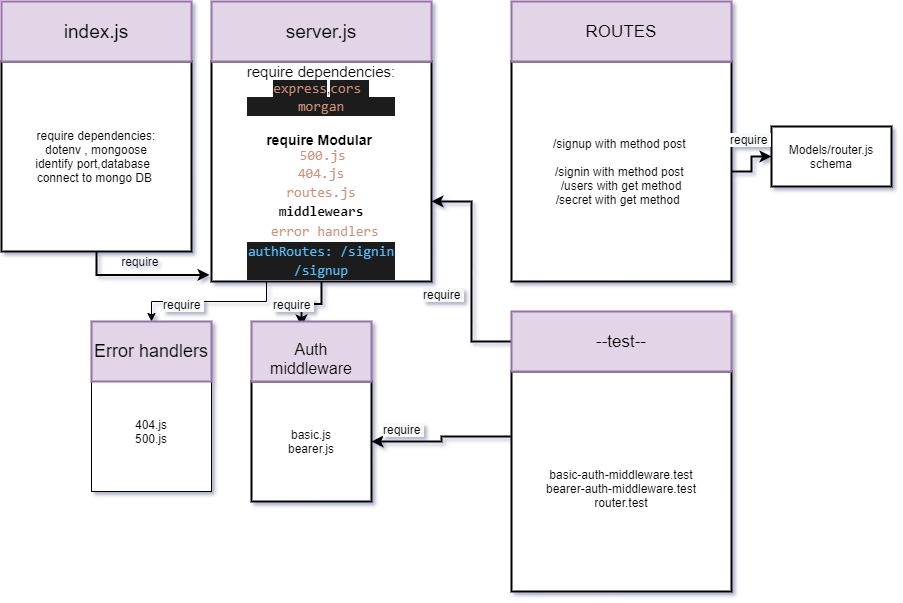 index.js
require dependencies:
dotenv , mongoose
identify port,database
connect to mongo DB
require
server.js
require dependencies:
express,cors
morgan
require Modular
500.js
404.js
routes.js
middlewears
error handlers
authRoutes: /signin
/signup
require
require
Error handlers
404.js
500.js
Auth
middleware
basic.js
bearer.js
ROUTES
/signup with method post
/signin with method post
/users with get method
/secret with get method
require
Models/router.js
schema
require
--test--
basic-auth-middleware.test
bearer-auth-middleware.test
router.test
require